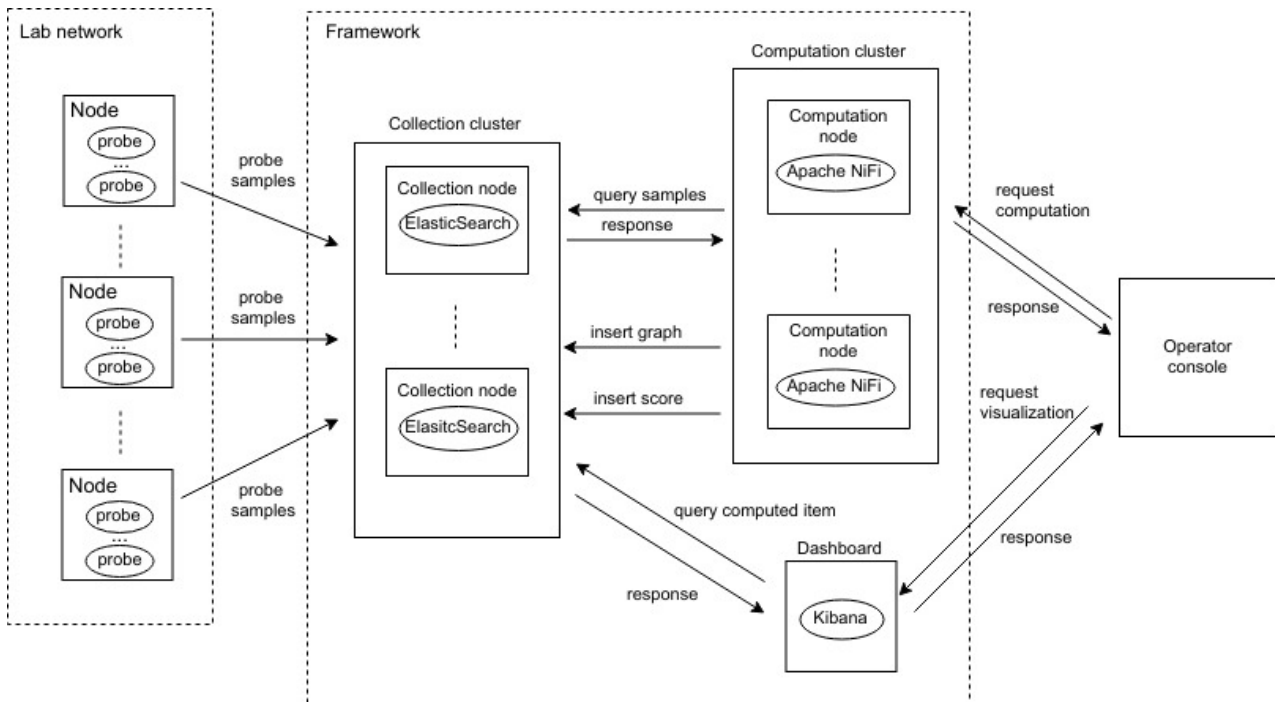 Lab network
Node
probe
...
probe
Node
probe
...
probe
Node
probe
...
probe
probe
samples
probe
samples
probe
samples
Framework
Collection cluster
Collection node
ElasticSearch
Collection node
ElasitcSearch
query samples
response
insert graph
insert score
Computation cluster
Computation
node
Apache NiFi
Computation
node
Apache NiFi
query computed item
response
Dashboard
Kibana
request
computation
response
request
visualization
response
Operator
console